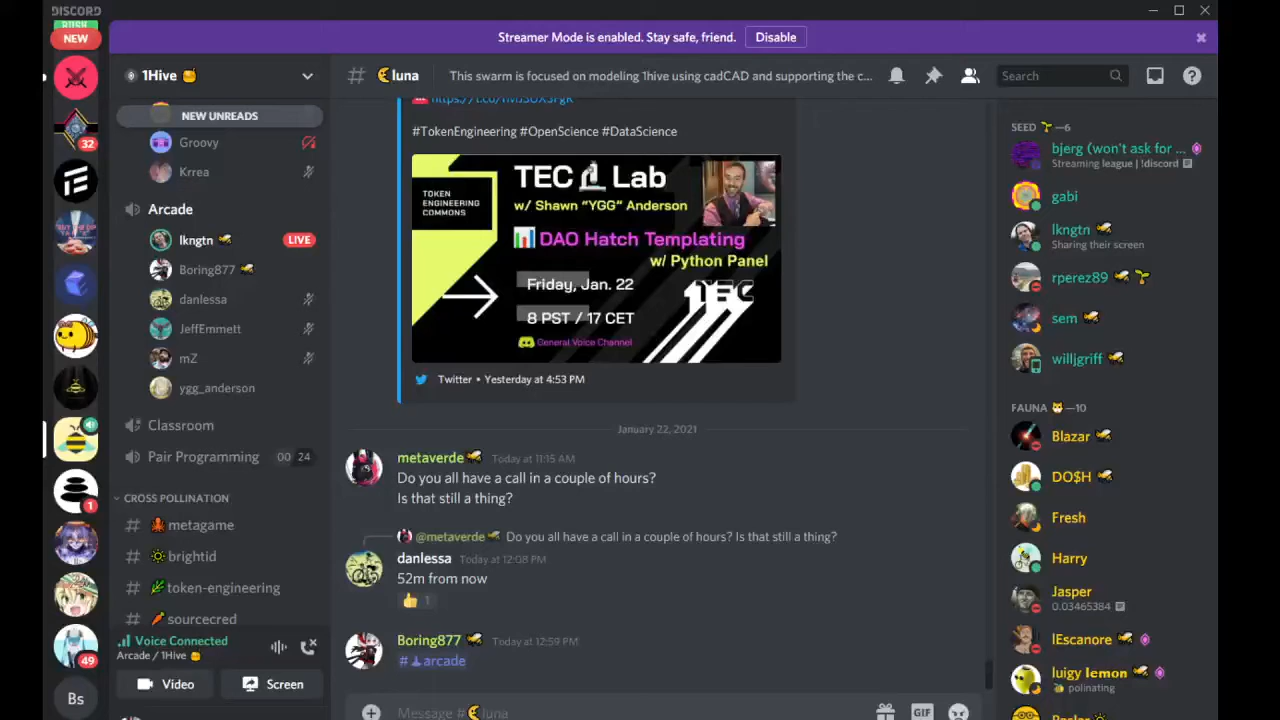 DISCORD
NEW
Streamer Mode is enabled. Stay safe, friend.
Disable
1Hive
luna
This swarm is focused on modeling 1hive using cadCAD and supporting the c...
Search
NEW UNREADS
Groovy
Krrea
Arcade
lkngtn
LIVE
Boring877
danlessa
JeffEmmett
mZ
ygg_anderson
Classroom
Pair Programming
00 24
CROSS POLLINATION
metagame
brightid
token-engineering
sourcecred
Voice Connected
Arcade / 1Hive
Video
Screen
32
1
49
Bs
#TokenEngineering #OpenScience #DataScience
TOKEN
ENGINEERING
COMMONS
TEC Lab
w/ Shawn "YGG" Anderson
DAO Hatch Templating
w/ Python Panel
Friday, Jan. 22
8 PST / 17 CET
General Voice Channel
TEC
Twitter • Yesterday at 4:53 PM
January 22, 2021
metaverde Today at 11:15 AM
Do you all have a call in a couple of hours?
Is that still a thing?
@metaverde Do you all have a call in a couple of hours? Is that still a thing?
danlessa Today at 12:08 PM
52m from now
1
Boring877 Today at 12:59 PM
# arcade
Message # luna
GIF
SEED —6
bjerg (won't ask for ...
Streaming league | !discord
gabi
lkngtn
Sharing their screen
rperez89
sem
willjgriff
FAUNA —10
Blazar
DO$H
Fresh
Harry
Jasper
0.03465384
lEscanore
luigy lemon
polinating